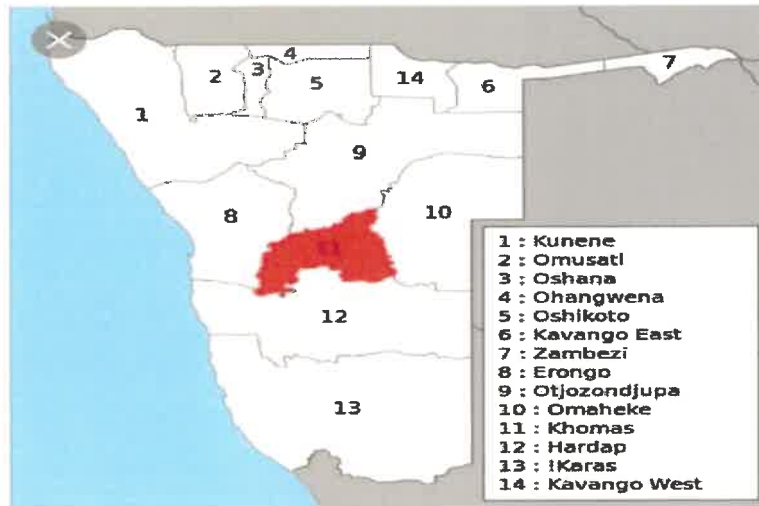 4
2
3
5
14
6
7
1
9
8
10
11
12
13
1 : Kunene
2 : Omusati
3 : Oshana
4 : Ohangwena
5 : Oshikoto
6 : Kavango East
7 : Zambezi
8 : Erongo
9 : Otjozondjupa
10 : Omaheke
11 : Khomas
12 : Hardap
13 : !Karas
14 : Kavango West